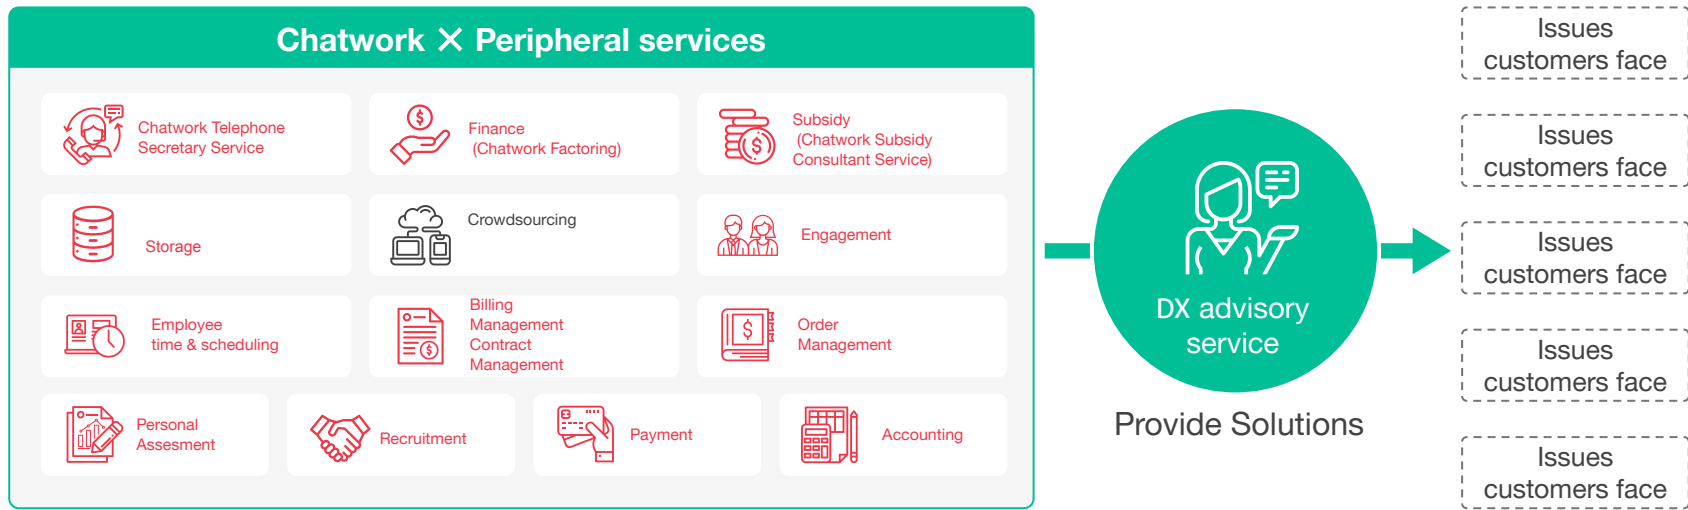 Chatwork × Peripheral services
Chatwork Telephone
Secretary Service
Finance
(Chatwork Factoring)
Subsidy
(Chatwork Subsidy
Consultant Service)
Storage
Crowdsourcing
Engagement
Employee
time & scheduling
Billing
Management
Contract
Management
Order
Management
Personal
Assesment
Recruitment
Payment
Accounting
DX advisory
service
Provide Solutions
Issues
customers face
Issues
customers face
Issues
customers face
Issues
customers face
Issues
customers face